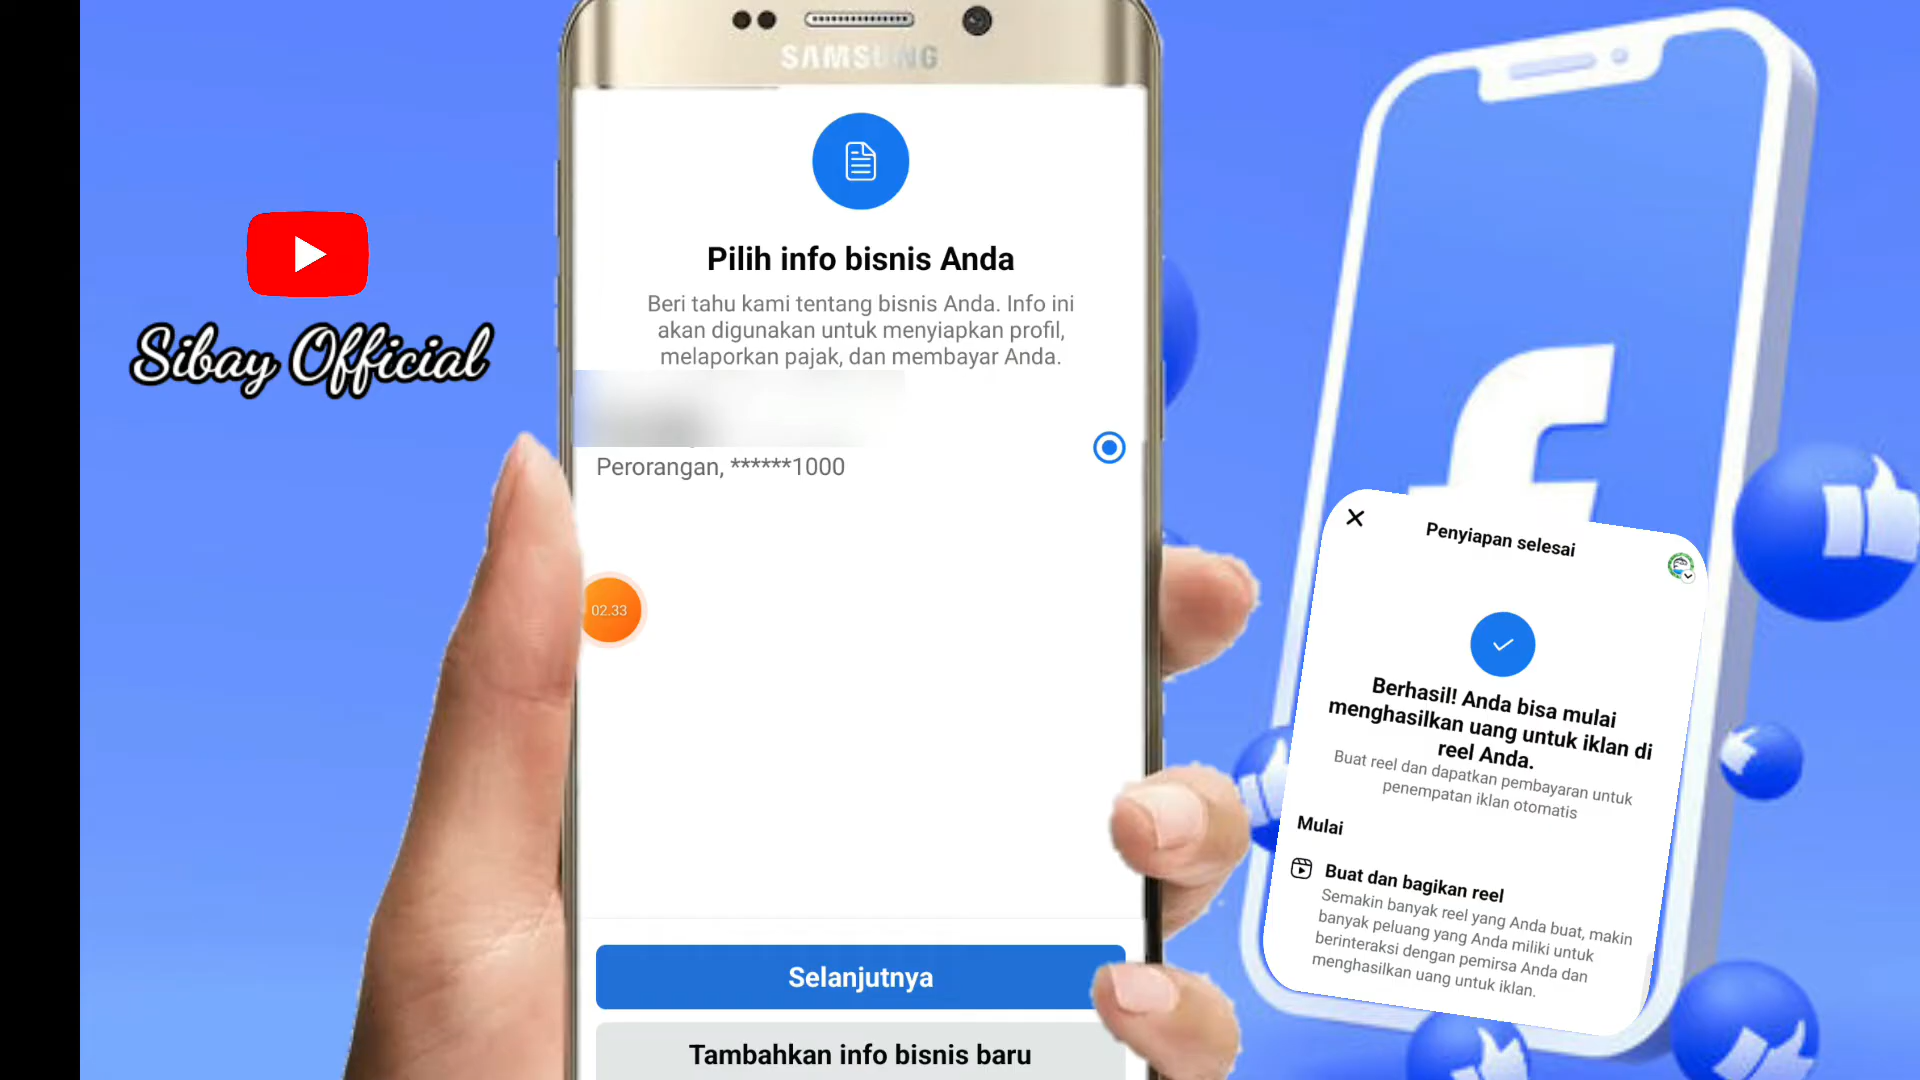 SAMSUNG
Pilih info bisnis Anda
Beri tahu kami tentang bisnis Anda. Info ini
akan digunakan untuk menyiapkan profil,
melaporkan pajak, dan membayar Anda.
Perorangan, ******1000
02.33
Selanjutnya
Tambahkan info bisnis baru
Sibay Official
Penyiapan selesai
Berhasil! Anda bisa mulai
menghasilkan uang untuk iklan di
reel Anda.
Buat reel dan dapatkan pembayaran untuk
penempatan iklan otomatis
Mulai
Buat dan bagikan reel
Semakin banyak reel yang Anda buat, makin
banyak peluang yang Anda miliki untuk
berinteraksi dengan pemirsa Anda dan
menghasilkan uang untuk iklan.